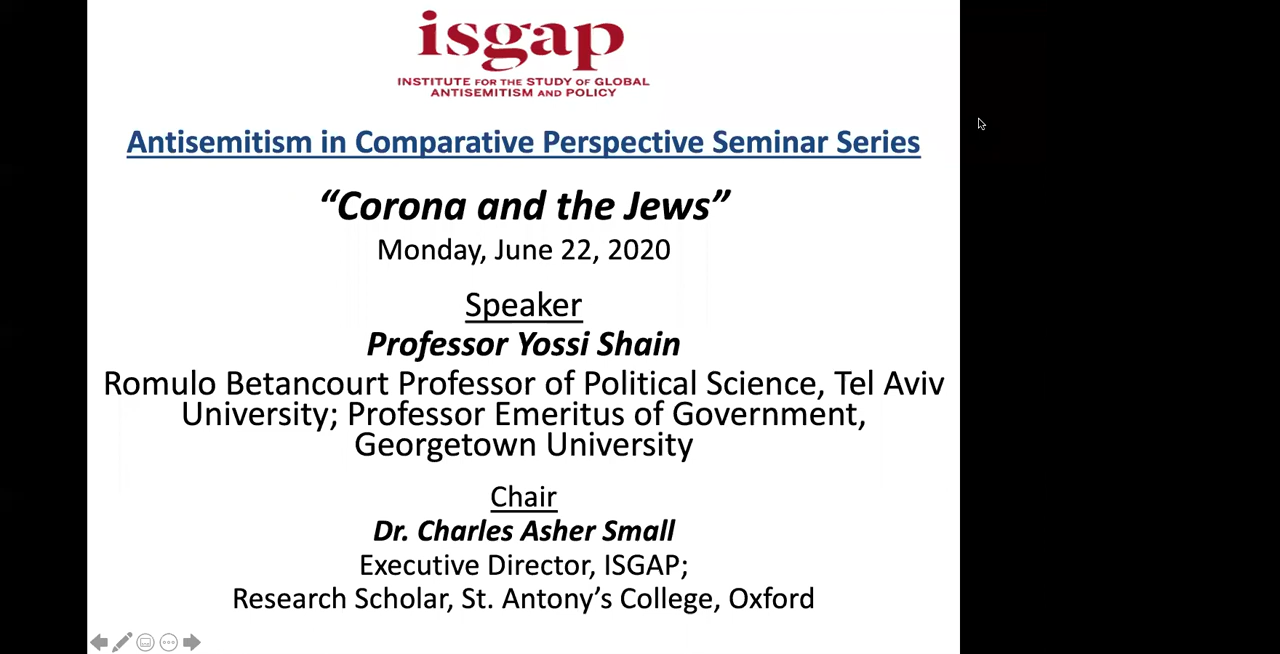 isgap
INSTITUTE FOR THE STUDY OF GLOBAL
ANTISEMITISM AND POLICY
Antisemitism in Comparative Perspective Seminar Series
“Corona and the Jews”
Monday, June 22, 2020
Speaker
Professor Yossi Shain
Romulo Betancourt Professor of Political Science, Tel Aviv
University; Professor Emeritus of Government,
Georgetown University
Chair
Dr. Charles Asher Small
Executive Director, ISGAP;
Research Scholar, St. Antony’s College, Oxford